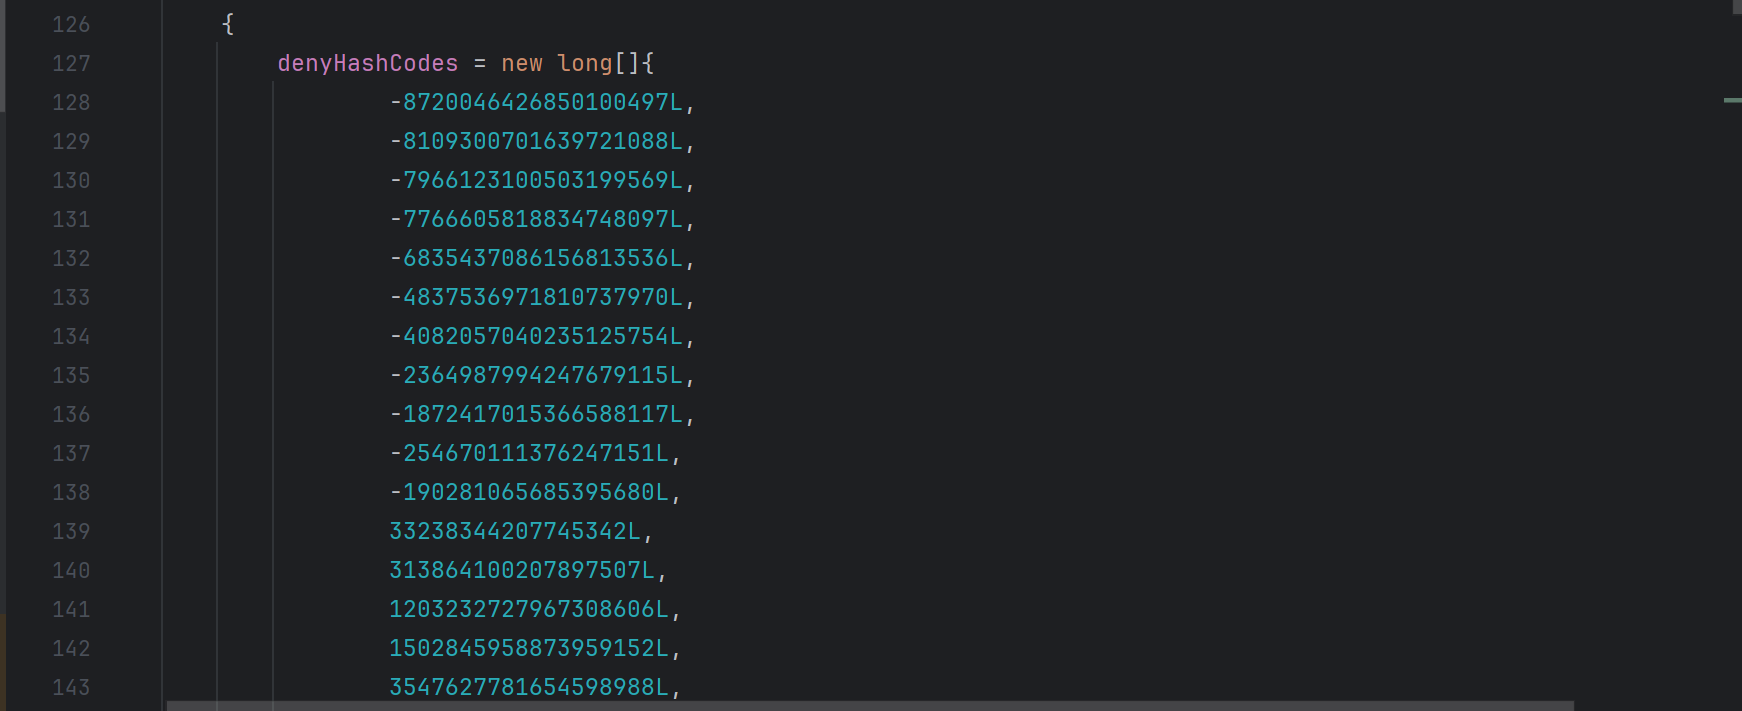 126 {
127 denyHashCodes = new long[]{
128 -8720046426850100497L,
129 -8109300701639721088L,
130 -7966123100503199569L,
131 -7766605818834748097L,
132 -6835437086156813536L,
133 -4837536971810737970L,
134 -4082057040235125754L,
135 -2364987994247679115L,
136 -1872417015366588117L,
137 -254670111376247151L,
138 -190281065685395680L,
139 33238344207745342L,
140 313864100207897507L,
141 1203232727967308606L,
142 1502845958873959152L,
143 3547627781654598988L,